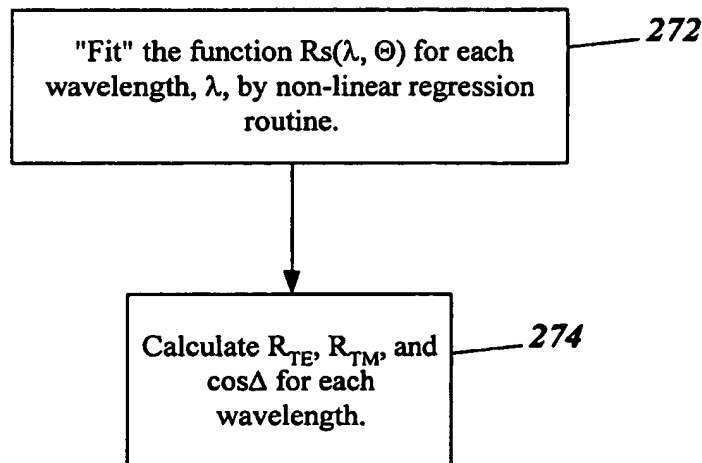 "Fit" the function Rs(λ, Θ) for each
wavelength, λ, by non-linear regression
routine.
272
Calculate R_TE, R_TM, and
cosΔ for each
wavelength.
274